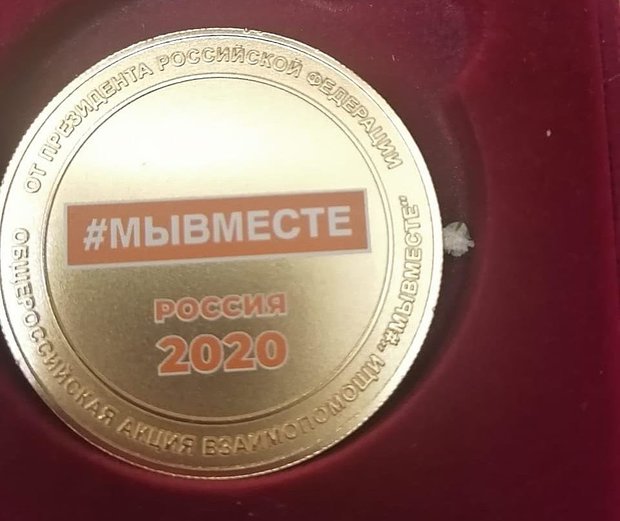 ОТ ПРЕЗИДЕНТА РОССИЙСКОЙ ФЕДЕРАЦИИ
#МЫВМЕСТЕ
РОССИЯ
2020
ОБЩЕРОССИЙСКАЯ АКЦИЯ ВЗАИМОПОМОЩИ "#МЫВМЕСТЕ"